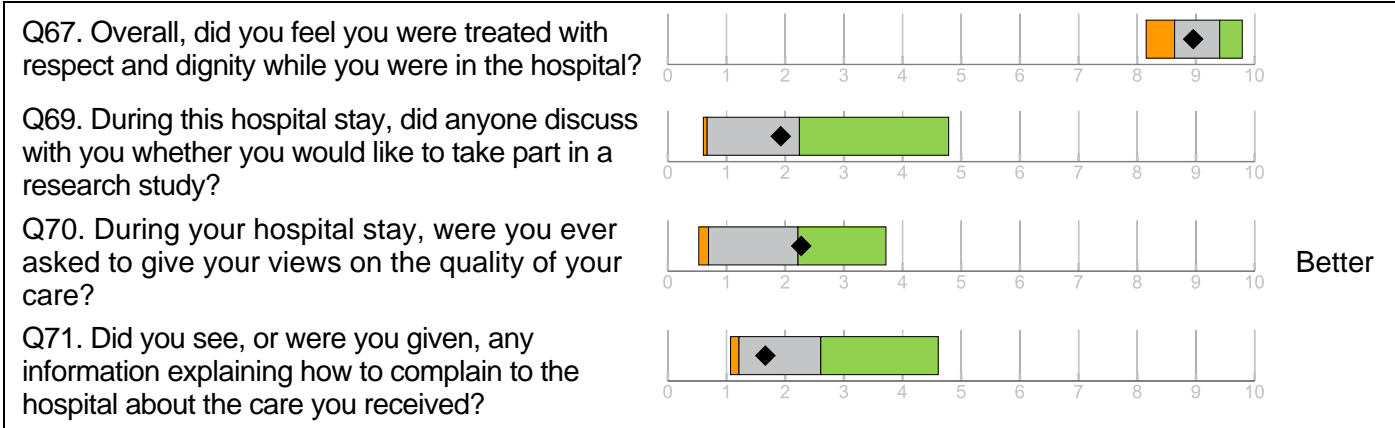 Q67. Overall, did you feel you were treated with
respect and dignity while you were in the hospital?
0 1 2 3 4 5 6 7 8 9 10
Q69. During this hospital stay, did anyone discuss
with you whether you would like to take part in a
research study?
0 1 2 3 4 5 6 7 8 9 10
Q70. During your hospital stay, were you ever
asked to give your views on the quality of your
care?
0 1 2 3 4 5 6 7 8 9 10
Better
Q71. Did you see, or were you given, any
information explaining how to complain to the
hospital about the care you received?
0 1 2 3 4 5 6 7 8 9 10